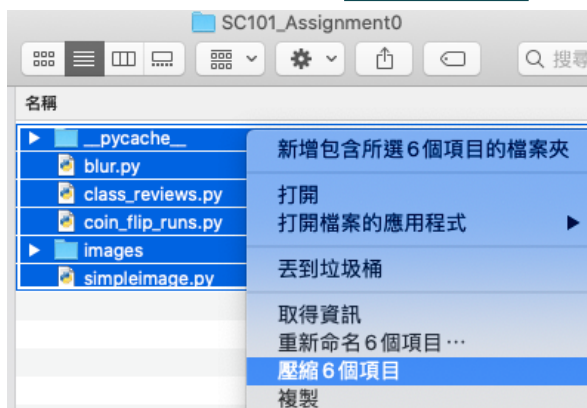 SC101_Assignment0
搜尋
名稱
__pycache__
blur.py
class_reviews.py
coin_flip_runs.py
images
simpleimage.py
新增包含所選6個項目的檔案夾
打開
打開檔案的應用程式
丟到垃圾桶
取得資訊
重新命名6個項目⋯
壓縮6個項目
複製